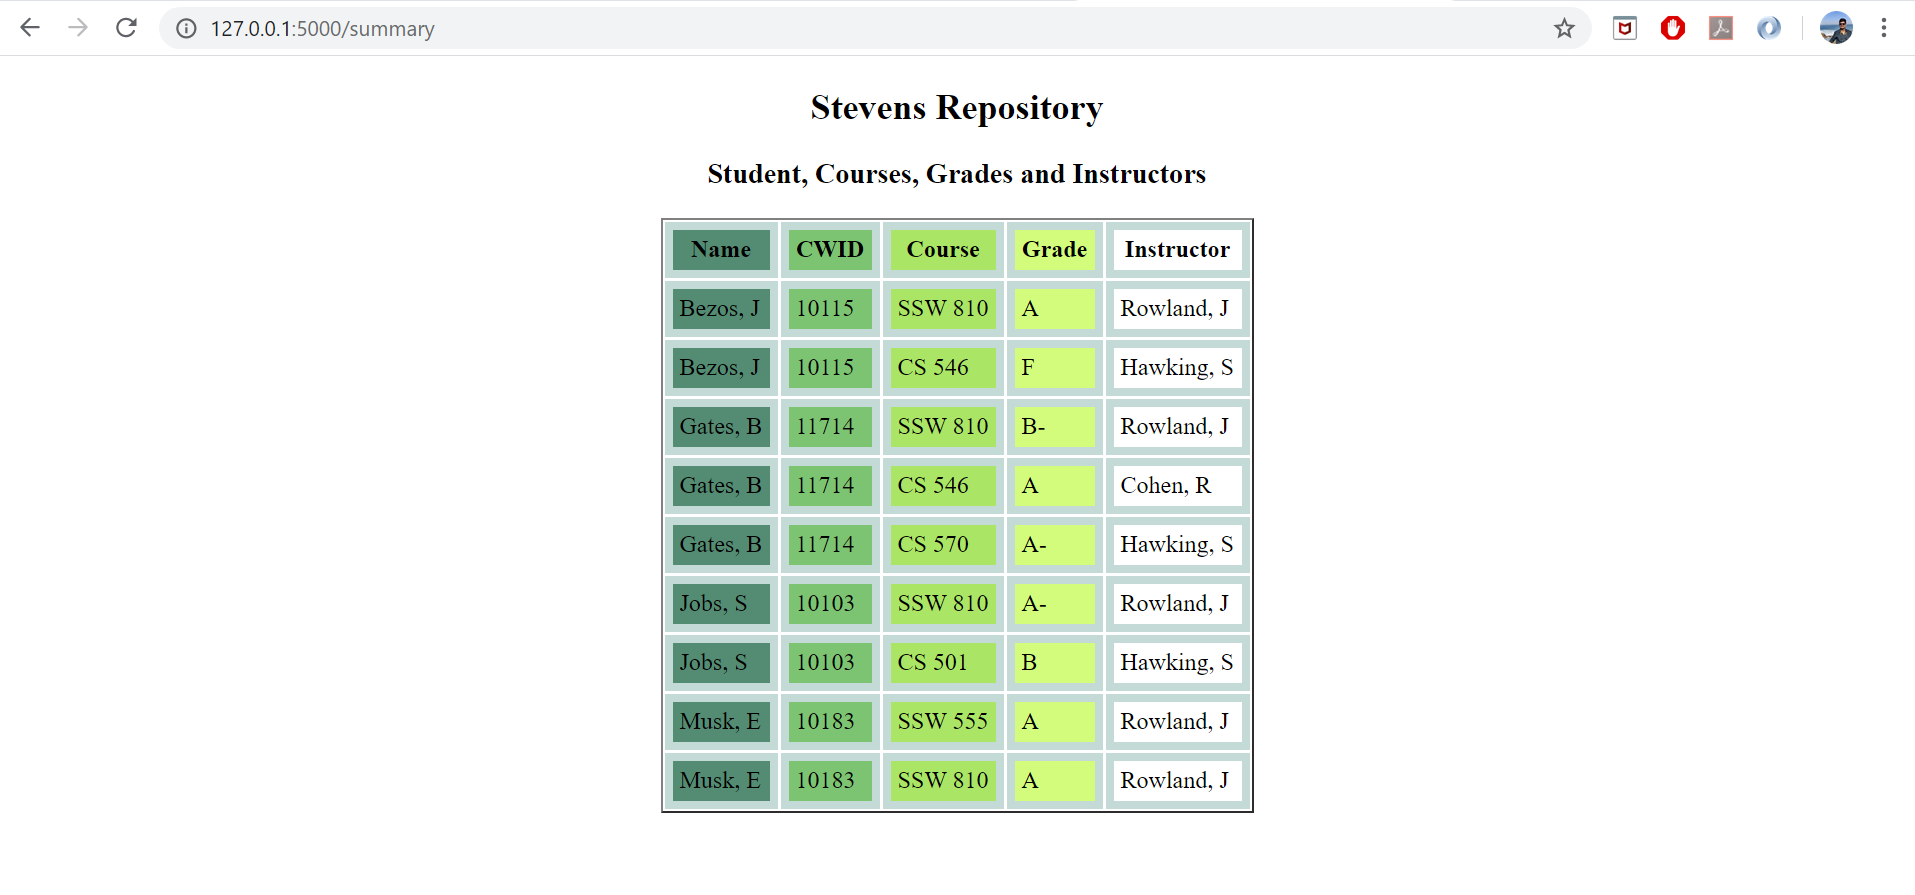 127.0.0.1:5000/summary
Stevens Repository
Student, Courses, Grades and Instructors
Name CWID Course Grade Instructor
Bezos, J 10115 SSW 810 A Rowland, J
Bezos, J 10115 CS 546 F Hawking, S
Gates, B 11714 SSW 810 B- Rowland, J
Gates, B 11714 CS 546 A Cohen, R
Gates, B 11714 CS 570 A- Hawking, S
Jobs, S 10103 SSW 810 A- Rowland, J
Jobs, S 10103 CS 501 B Hawking, S
Musk, E 10183 SSW 555 A Rowland, J
Musk, E 10183 SSW 810 A Rowland, J